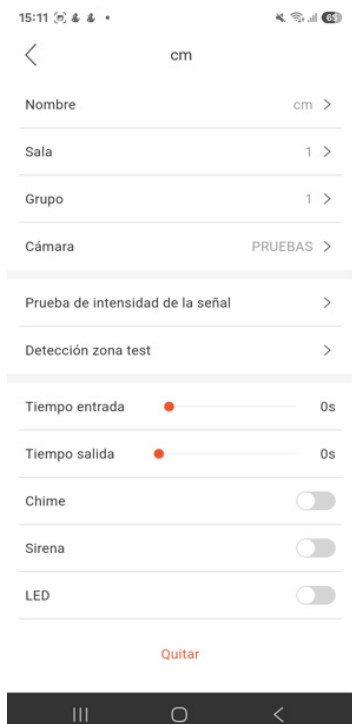 15:11
65
cm
Nombre cm
Sala 1
Grupo 1
Cámara PRUEBAS
Prueba de intensidad de la señal
Detección zona test
Tiempo entrada 0s
Tiempo salida 0s
Chime
Sirena
LED
Quitar